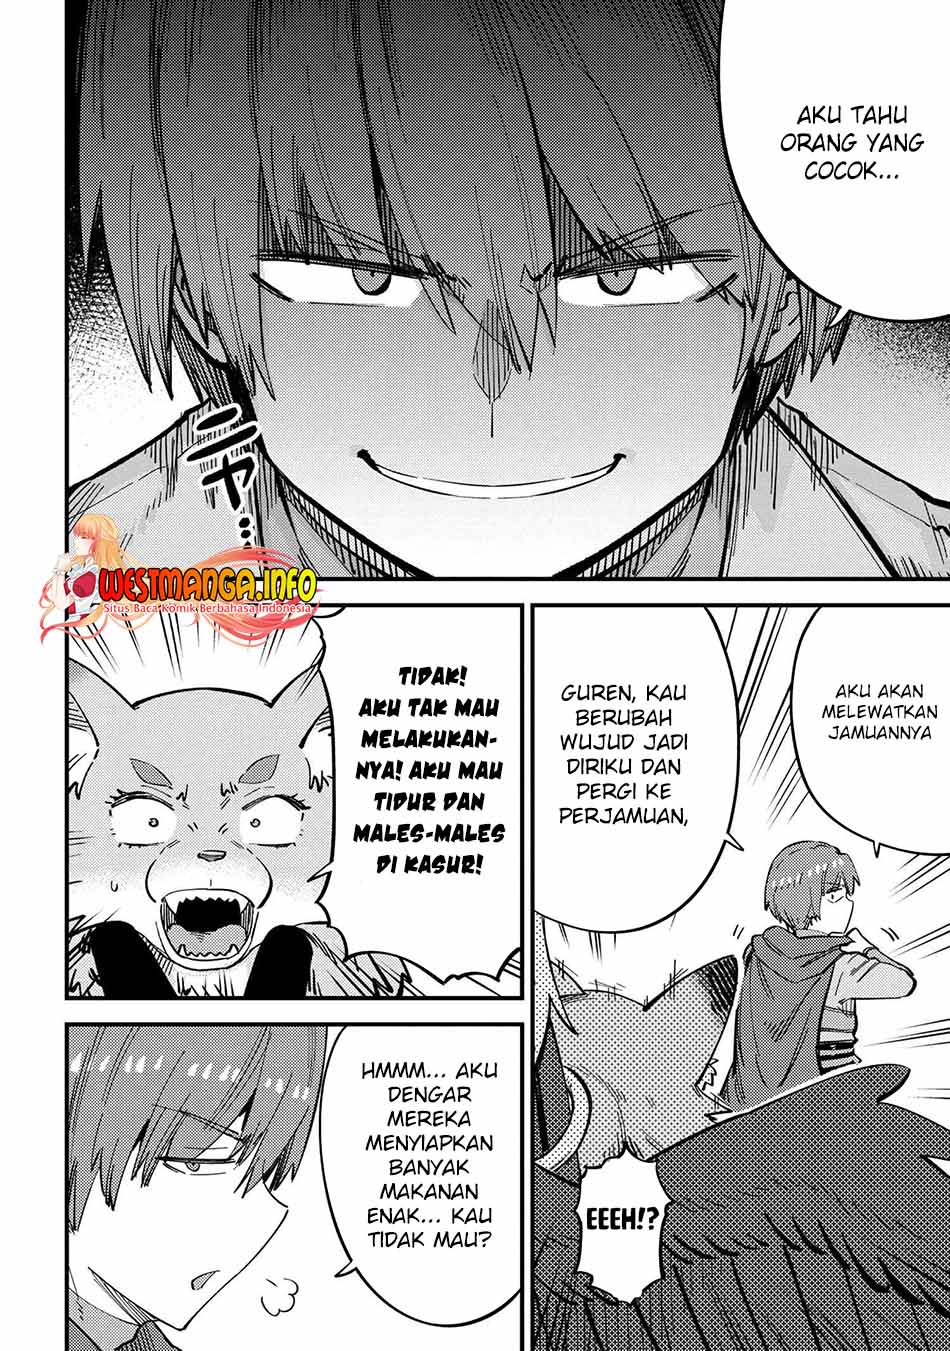 AKU TAHU
ORANG YANG
COCOK...
ニヤ…
WESTMANGA.INFO
Situs Baca Komik Berbahasa Indonesia
AKU AKAN
MELEWATKAN
JAMUANNYA
GUREN, KAU
BERUBAH
WUJUD JADI
DIRIKU DAN
PERGI KE
PERJAMUAN,
EEEH!?
TIDAK!
AKU TAK MAU
MELAKUKAN-
NYA! AKU MAU
TIDUR DAN
MALES-MALES
DI KASUR!
HMMM... AKU
DENGAR
MEREKA
MENYIAPKAN
BANYAK
MAKANAN
ENAK... KAU
TIDAK MAU?